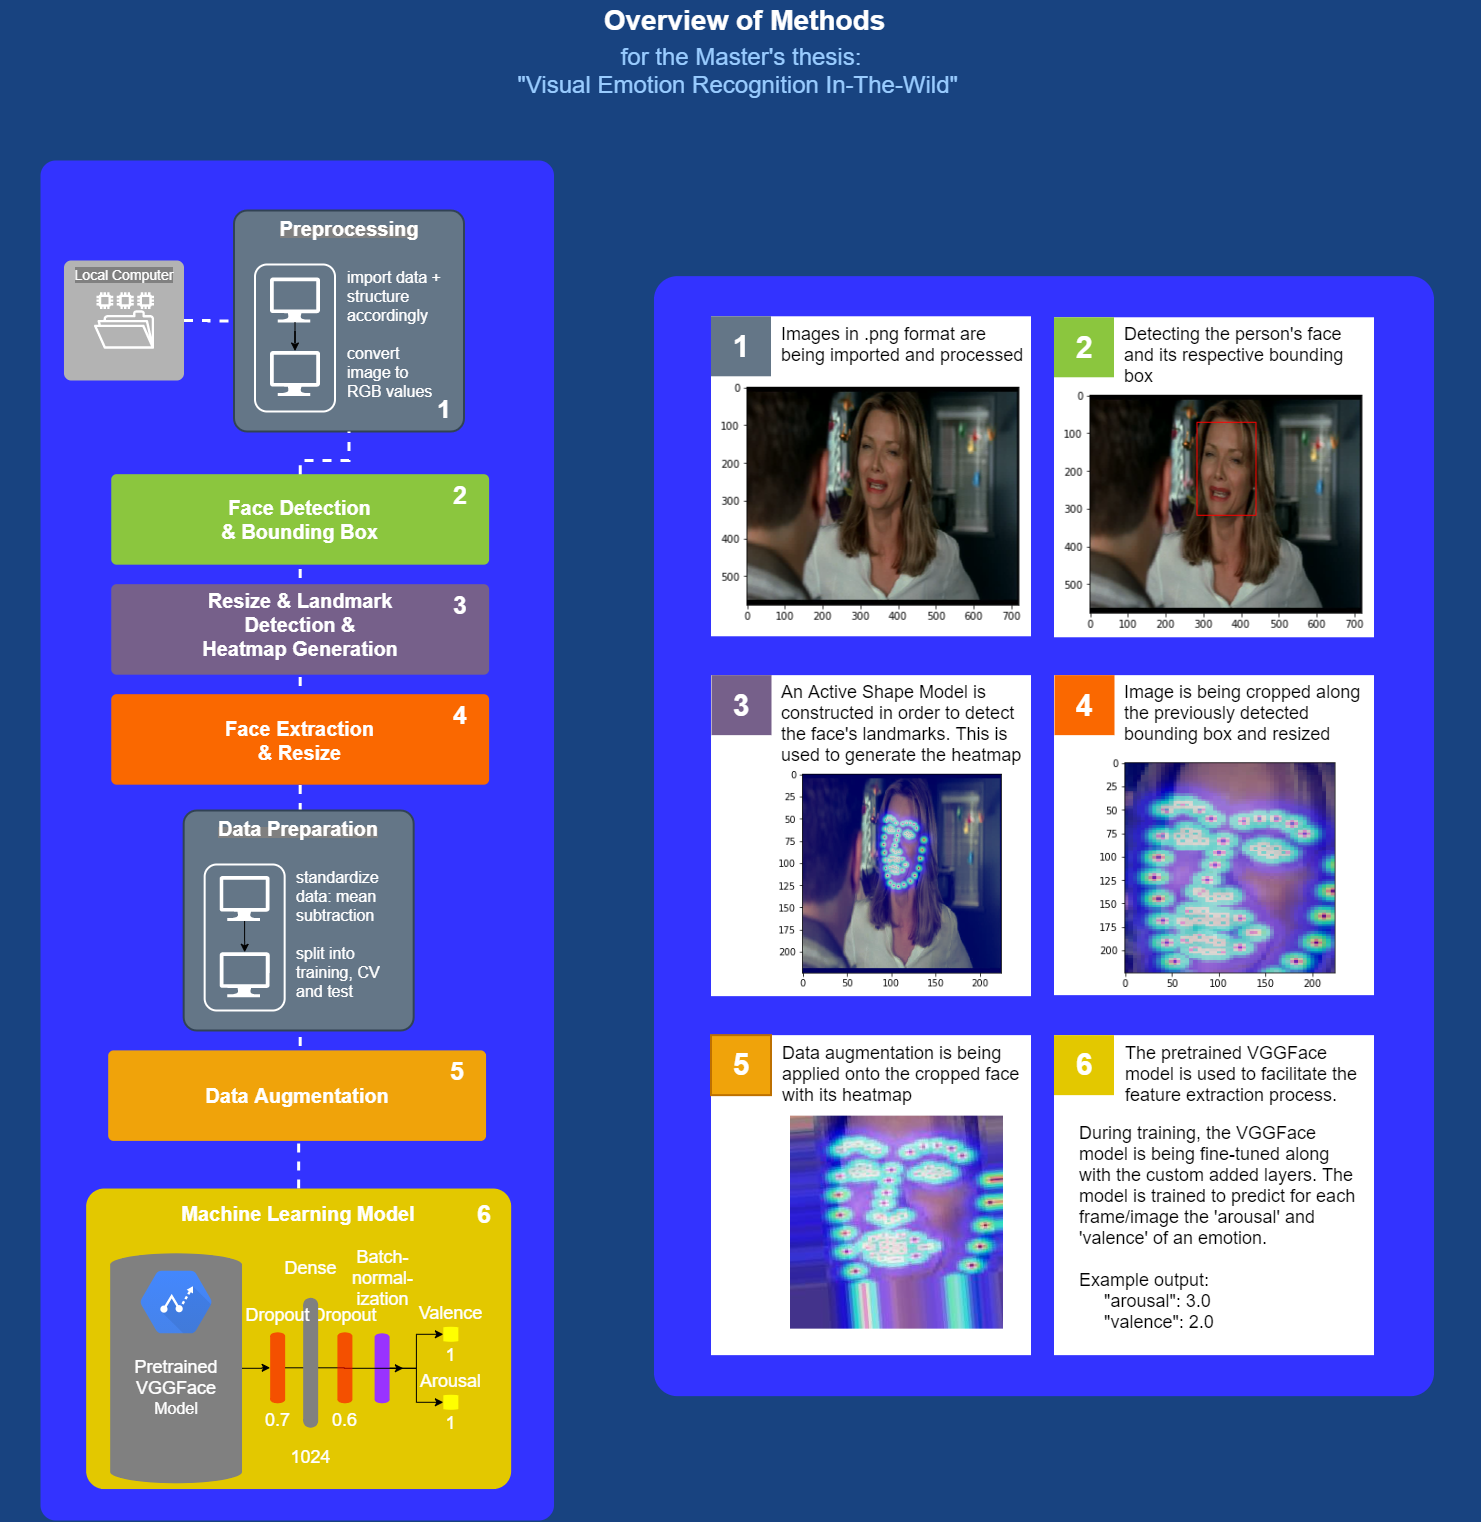 Overview of Methods
for the Master's thesis:
"Visual Emotion Recognition In-The-Wild"
Local Computer
Preprocessing
import data +
structure
accordingly
convert
image to
RGB values
1
Face Detection
& Bounding Box
2
Resize & Landmark
Detection &
Heatmap Generation
3
Face Extraction
& Resize
4
Data Preparation
standardize
data: mean
subtraction
split into
training, CV
and test
Data Augmentation
5
Machine Learning Model
6
Pretrained
VGGFace
Model
Dropout
0.7
Dense
1024
Dropout
0.6
Batch-
normal-
ization
Valence
1
Arousal
1
1
Images in .png format are
being imported and processed
0
100
200
300
400
500
0 100 200 300 400 500 600 700
2
Detecting the person's face
and its respective bounding
box
0
100
200
300
400
500
0 100 200 300 400 500 600 700
3
An Active Shape Model is
constructed in order to detect
the face's landmarks. This is
used to generate the heatmap
0
25
50
75
100
125
150
175
200
0 50 100 150 200
4
Image is being cropped along
the previously detected
bounding box and resized
0
25
50
75
100
125
150
175
200
0 50 100 150 200
5
Data augmentation is being
applied onto the cropped face
with its heatmap
6
The pretrained VGGFace
model is used to facilitate the
feature extraction process.
During training, the VGGFace
model is being fine-tuned along
with the custom added layers. The
model is trained to predict for each
frame/image the 'arousal' and
'valence' of an emotion.
Example output:
"arousal": 3.0
"valence": 2.0